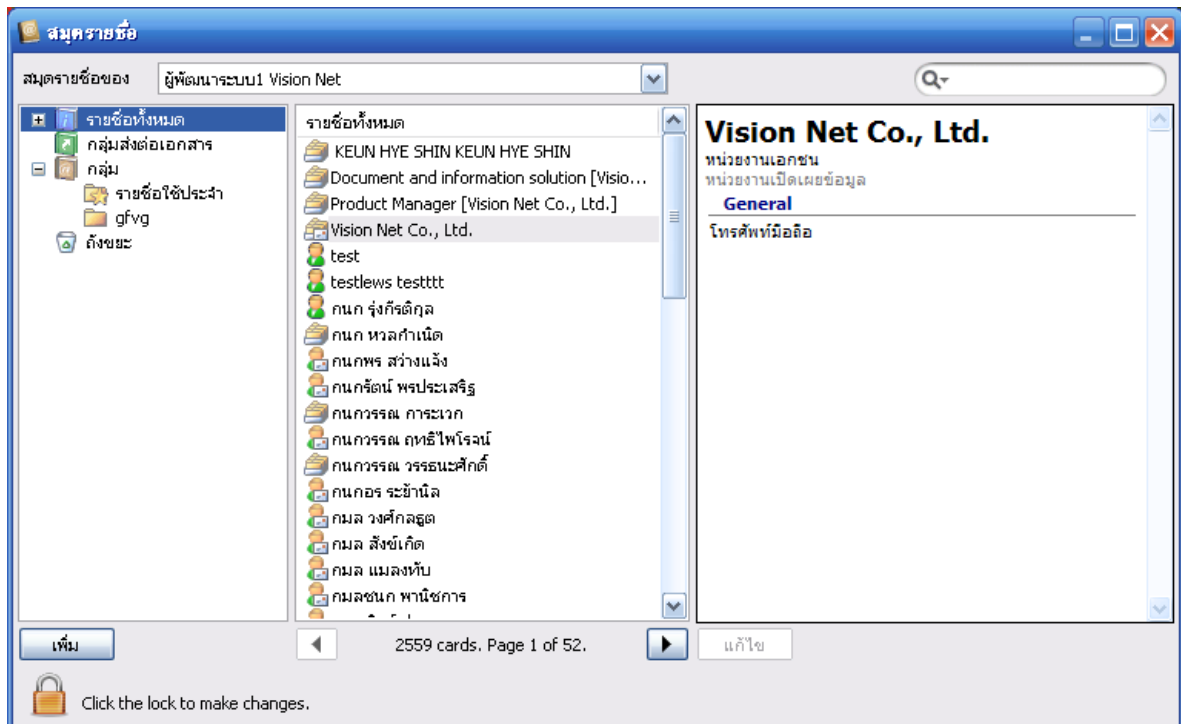 สมุดรายชื่อ
สมุดรายชื่อของ ผู้พัฒนาระบบ1 Vision Net
รายชื่อทั้งหมด
กลุ่มส่งต่อเอกสาร
กลุ่ม
รายชื่อใช้ประจำ
gfvg
ถังขยะ
รายชื่อทั้งหมด
KEUN HYE SHIN KEUN HYE SHIN
Document and information solution [Visio...
Product Manager [Vision Net Co., Ltd.]
Vision Net Co., Ltd.
test
testlews testttt
กนก รุ่งกีรติกุล
กนก หวลกำเนิด
กนกพร สว่างแจ้ง
กนกรัตน์ พรประเสริฐ
กนกวรรณ การะเวก
กนกวรรณ ฤทธิไพโรจน์
กนกวรรณ วรรธนะศักดิ์
กนกอร ระย้านิล
กมล วงศ์กลธูต
กมล สังข์เกิด
กมล แมลงทับ
กมลชนก พานิชการ
Vision Net Co., Ltd.
หน่วยงานเอกชน
หน่วยงานเปิดเผยข้อมูล
General
โทรศัพท์มือถือ
เพิ่ม
2559 cards. Page 1 of 52.
แก้ไข
Click the lock to make changes.